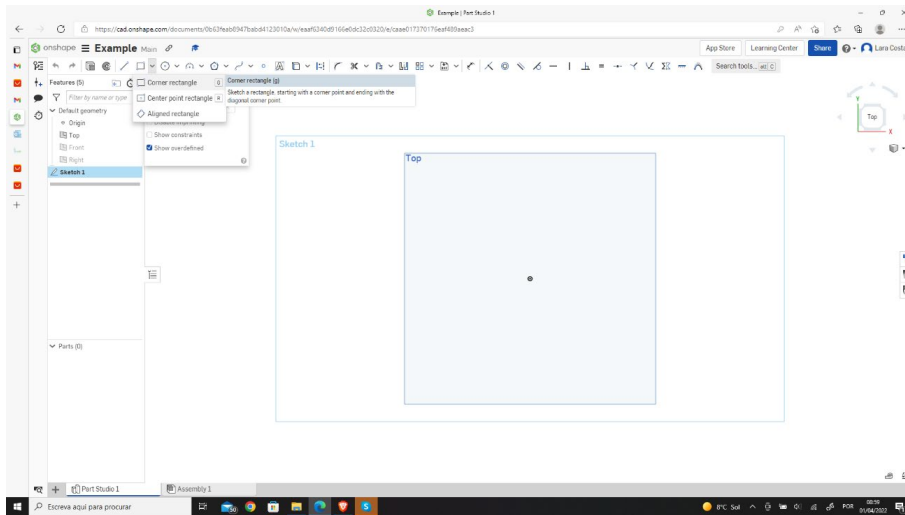 Example | Part Studio 1
https://cad.onshape.com/documents/0b63feab0947babd4123010a/w/eaaf6340d9166e0dc32c0320/e/caae017370176eaf489aeac3
onshape Example Main
App Store Learning Center Share Lara Costa
Search tools...
Features (5)
Filter by name or type
Default geometry
Origin
Top
Front
Right
Sketch 1
Corner rectangle g
Center point rectangle R
Aligned rectangle
Corner rectangle (g)
Sketch a rectangle, starting with a corner point and ending with the
diagonal corner point.
Show constraints
Show overdefined
Sketch 1
Top
Y
Top
X
Parts (0)
Part Studio 1
Assembly 1
Escreva aqui para procurar
8°C Sol
POR
08:59
01/04/2022